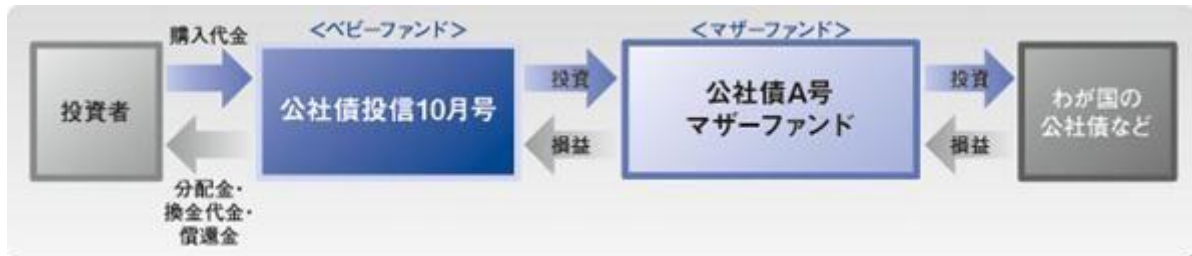 購入代金
＜ベビーファンド＞
＜マザーファンド＞
投資者
公社債投信10月号
投資
損益
公社債A号
マザーファンド
投資
損益
わが国の
公社債など
分配金・
換金代金・
償還金